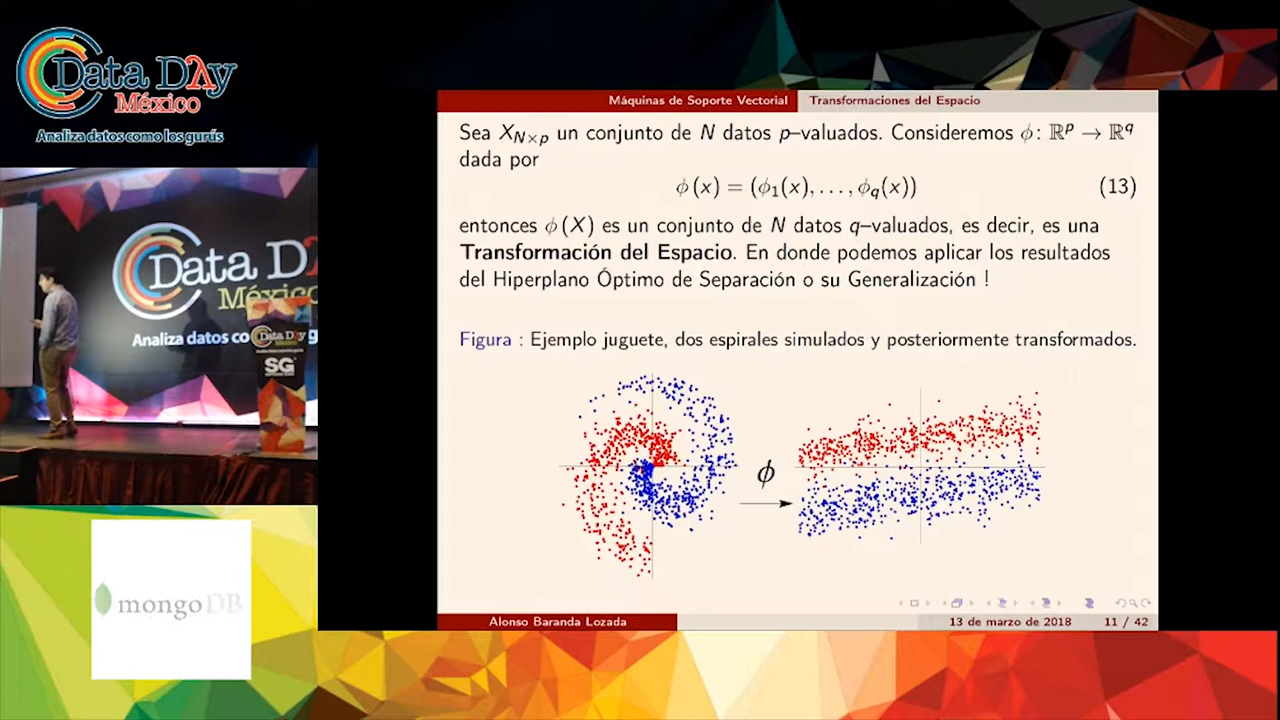 Data Day
México
Analiza datos como los gurús
Data D
México
Analiza datos co
g
Data Day
México
SG
mongoDB
Máquinas de Soporte Vectorial
Transformaciones del Espacio
Sea X_{N×p} un conjunto de N datos p–valuados. Consideremos ϕ: ℝ^p → ℝ^q
dada por
ϕ (x) = (ϕ₁(x), . . . , ϕ_q(x)) (13)
entonces ϕ (X) es un conjunto de N datos q–valuados, es decir, es una
Transformación del Espacio. En donde podemos aplicar los resultados
del Hiperplano Óptimo de Separación o su Generalización !
Figura : Ejemplo juguete, dos espirales simulados y posteriormente transformados.
ϕ
Alonso Baranda Lozada
13 de marzo de 2018
11 / 42